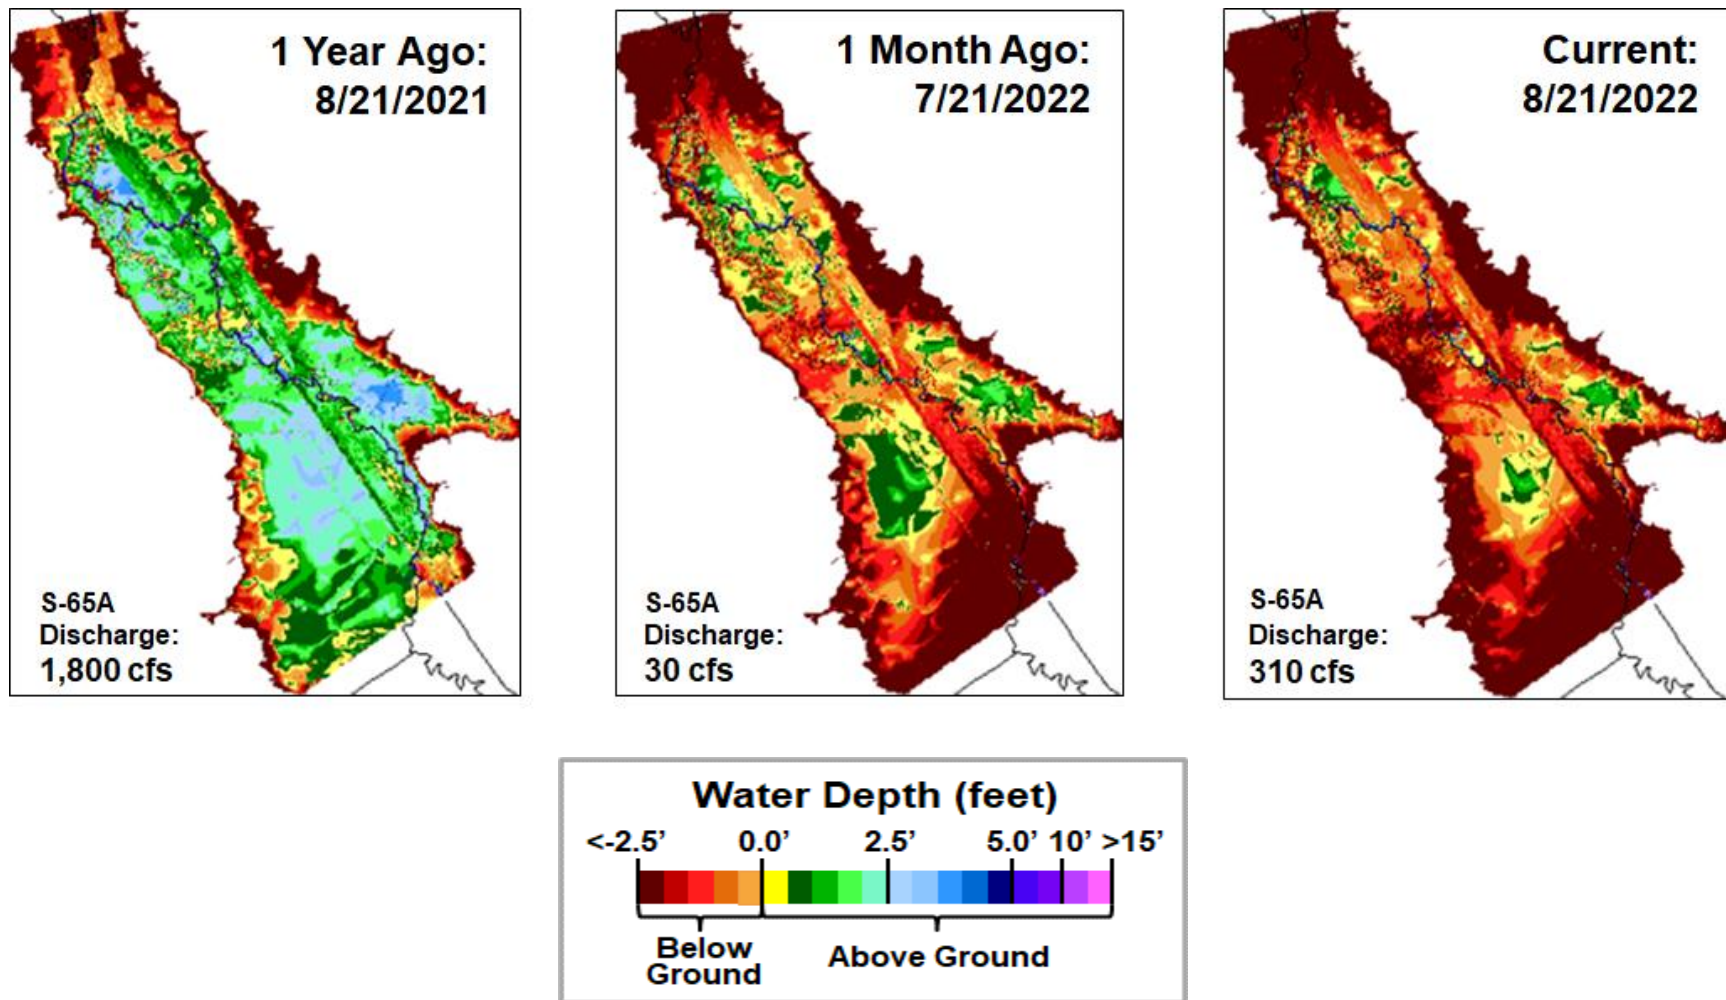 1 Year Ago:
8/21/2021
S-65A
Discharge:
1,800 cfs
1 Month Ago:
7/21/2022
S-65A
Discharge:
30 cfs
Current:
8/21/2022
S-65A
Discharge:
310 cfs
Water Depth (feet)
<-2.5’ 0.0’ 2.5’ 5.0’ 10’ >15’
Below
Ground
Above Ground